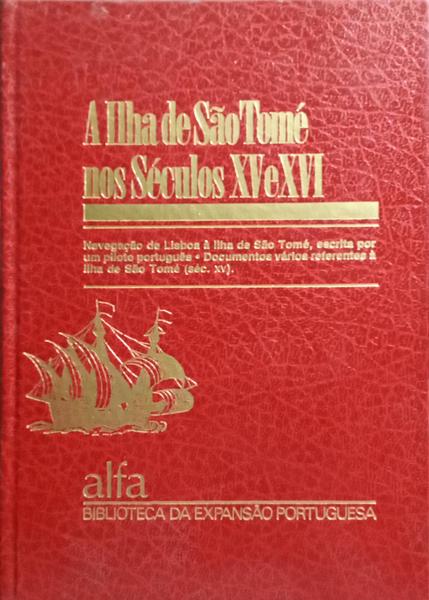 A Ilha de São Tomé
nos Séculos XV e XVI
Navegação de Lisboa à Ilha de São Tomé, escrita por
um piloto português • Documentos vários referentes à
Ilha de São Tomé (séc. XV).
alfa
BIBLIOTECA DA EXPANSÃO PORTUGUESA